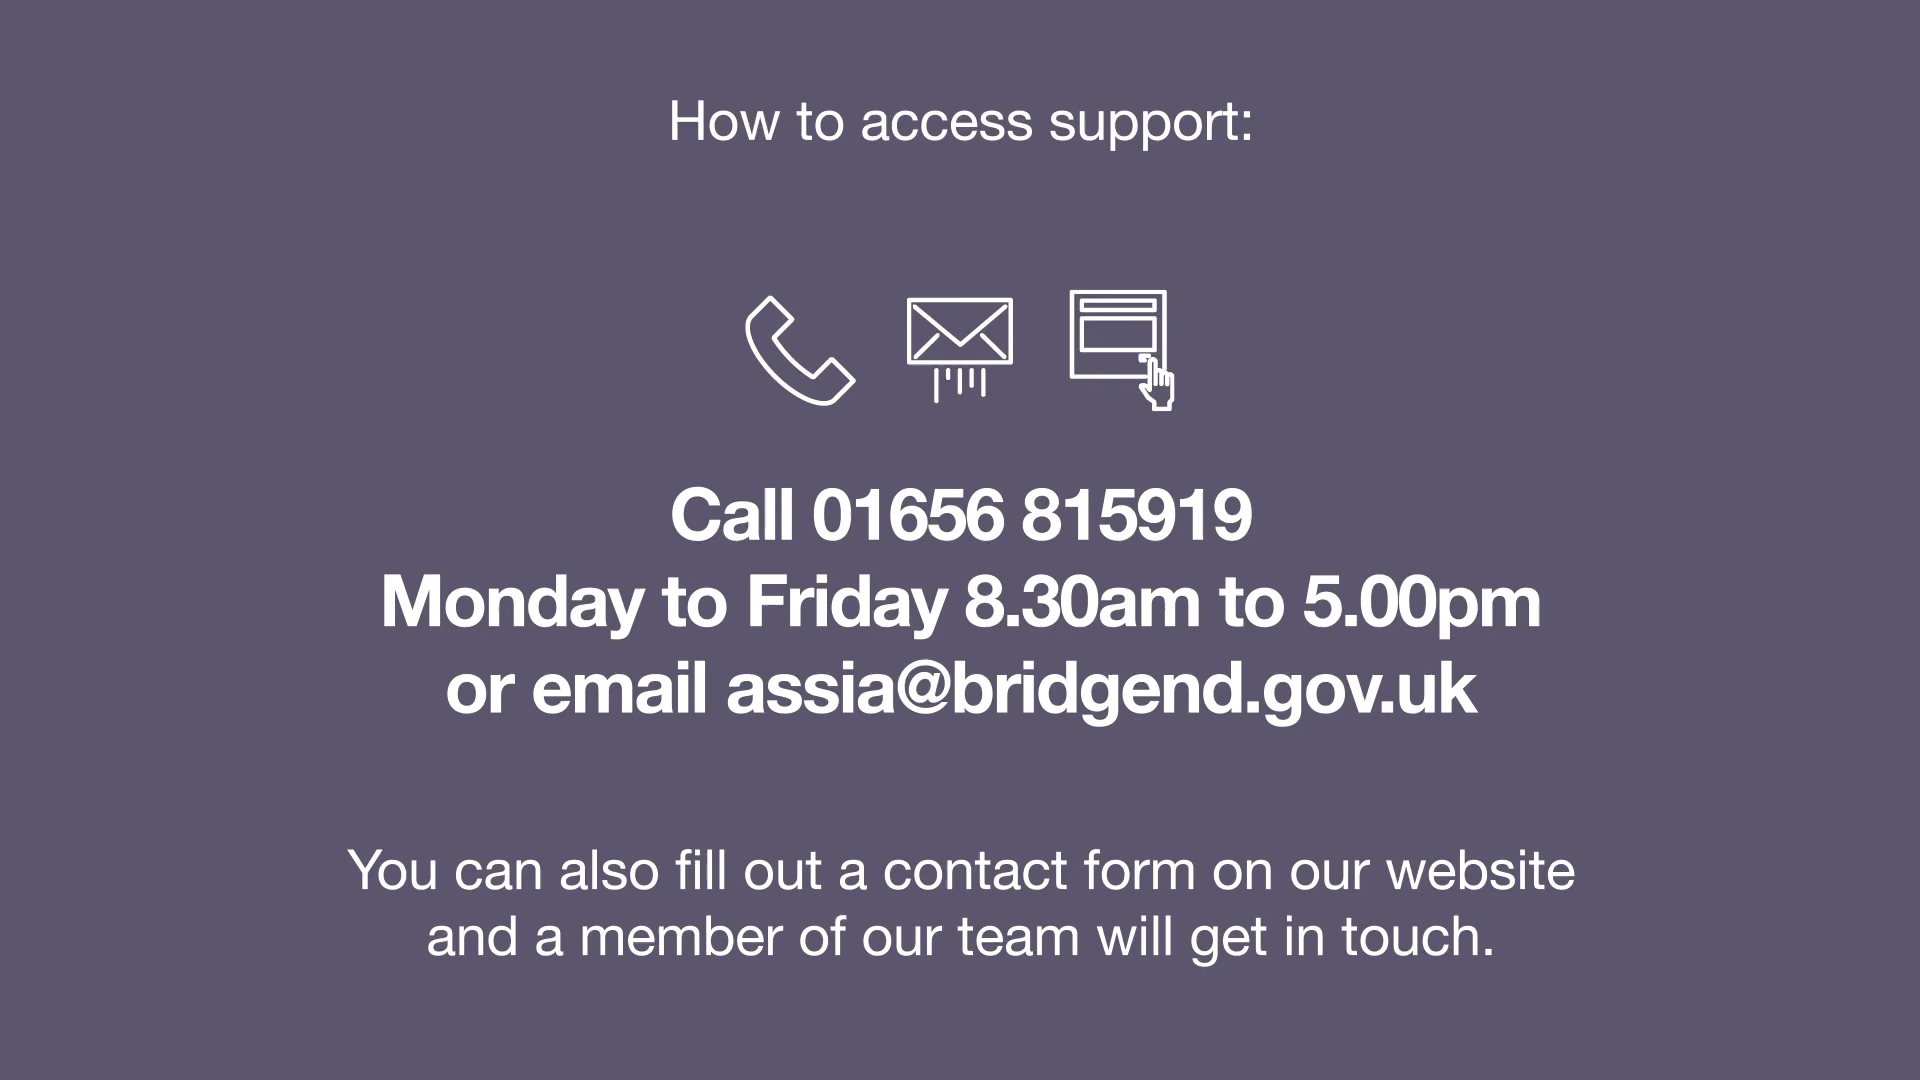 How to access support:
Call 01656 815919
Monday to Friday 8.30am to 5.00pm
or email assia@bridgend.gov.uk
You can also fill out a contact form on our website
and a member of our team will get in touch.